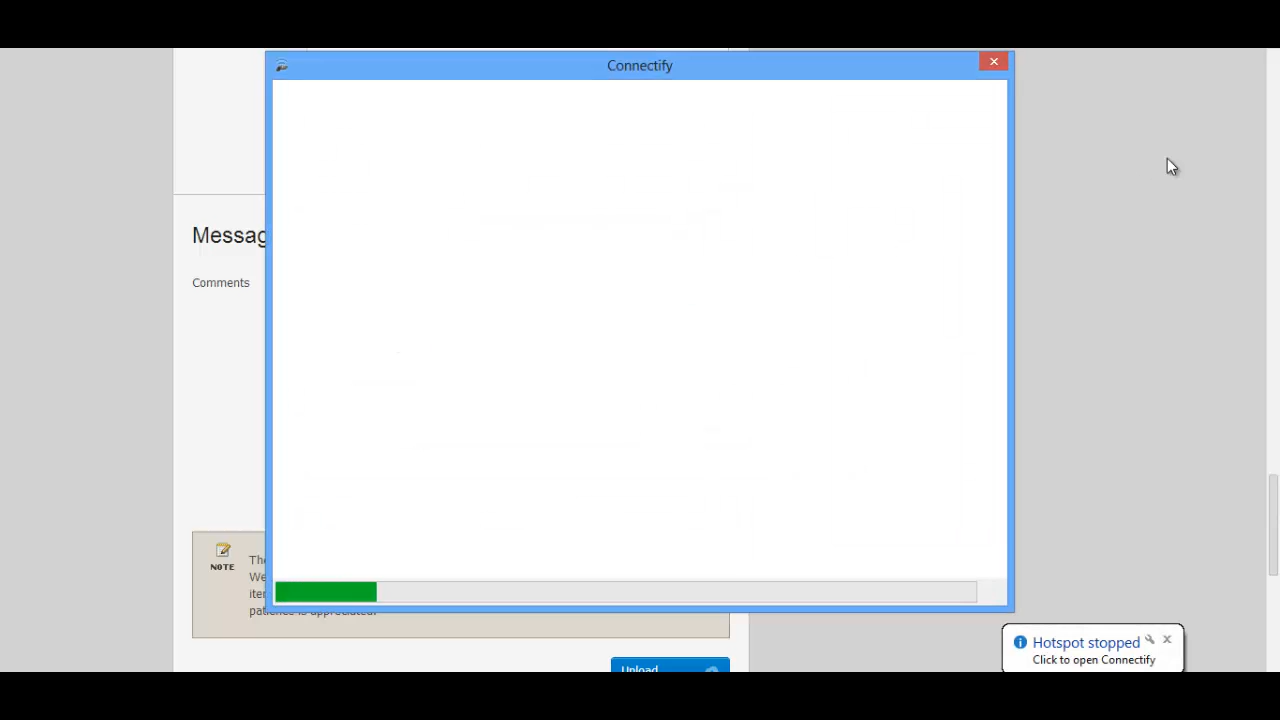 Connectify
Messag
Comments
NOTE
The
We
iter
patience is appreciated.
Upload
Hotspot stopped
Click to open Connectify